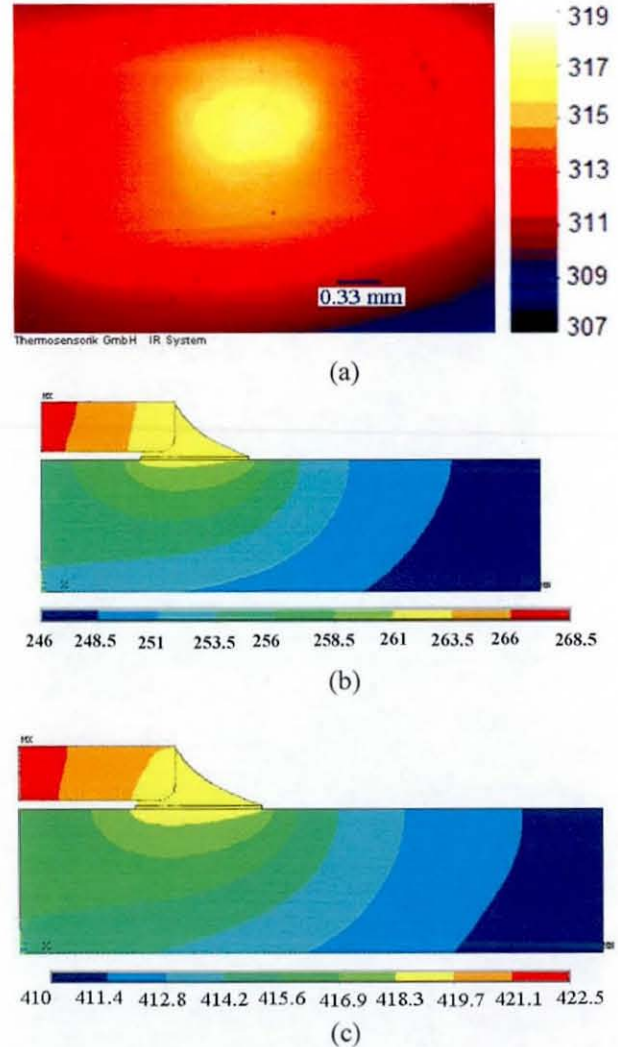 319
317
315
313
311
309
307
0.33 mm
Thermosensorik GmbH IR System
(a)
MX
246 248.5 251 253.5 256 258.5 261 263.5 266 268.5
(b)
MX
410 411.4 412.8 414.2 415.6 416.9 418.3 419.7 421.1 422.5
(c)